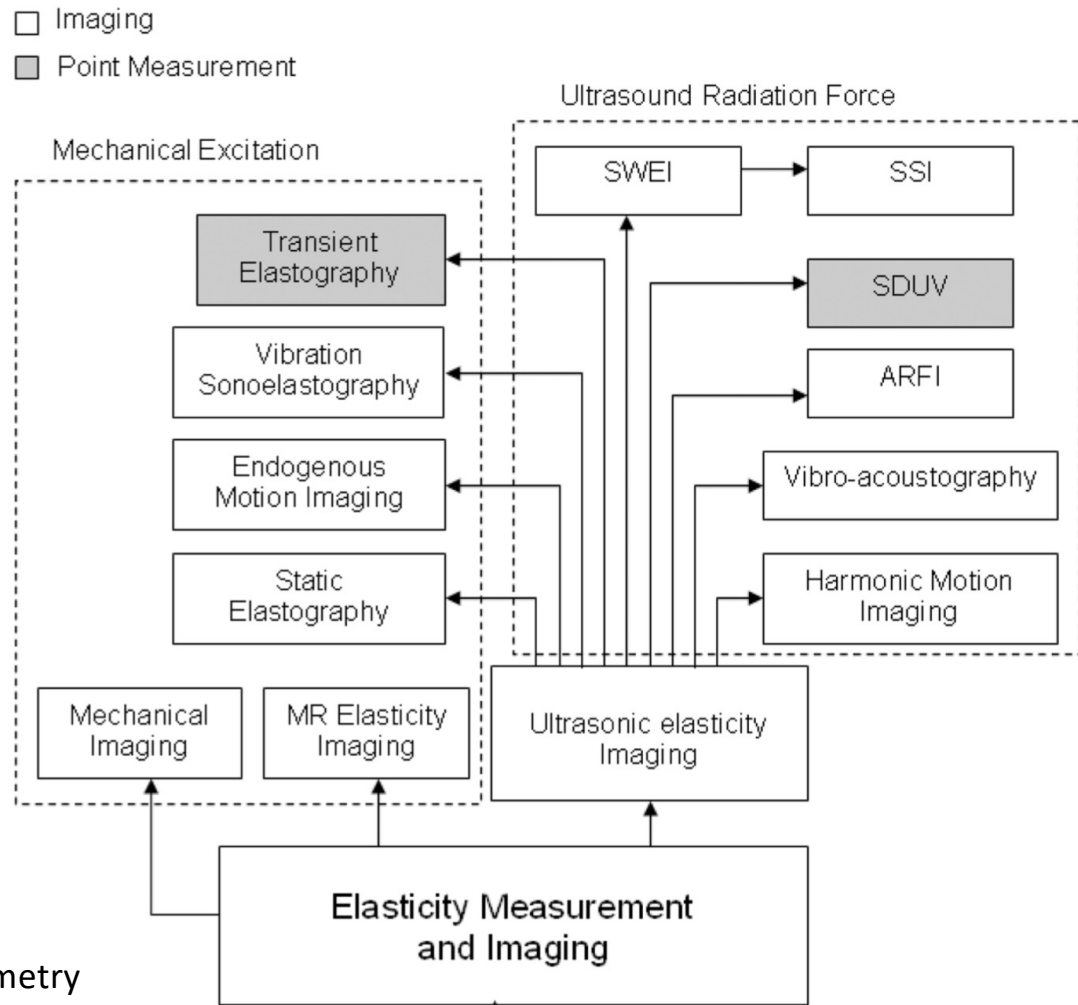 Imaging
Point Measurement
Ultrasound Radiation Force
Mechanical Excitation
SWEI
SSI
Transient
Elastography
SDUV
Vibration
Sonoelastography
ARFI
Endogenous
Motion Imaging
Vibro-acoustography
Static
Elastography
Harmonic Motion
Imaging
Mechanical
Imaging
MR Elasticity
Imaging
Ultrasonic elasticity
Imaging
Elasticity Measurement
and Imaging
metry